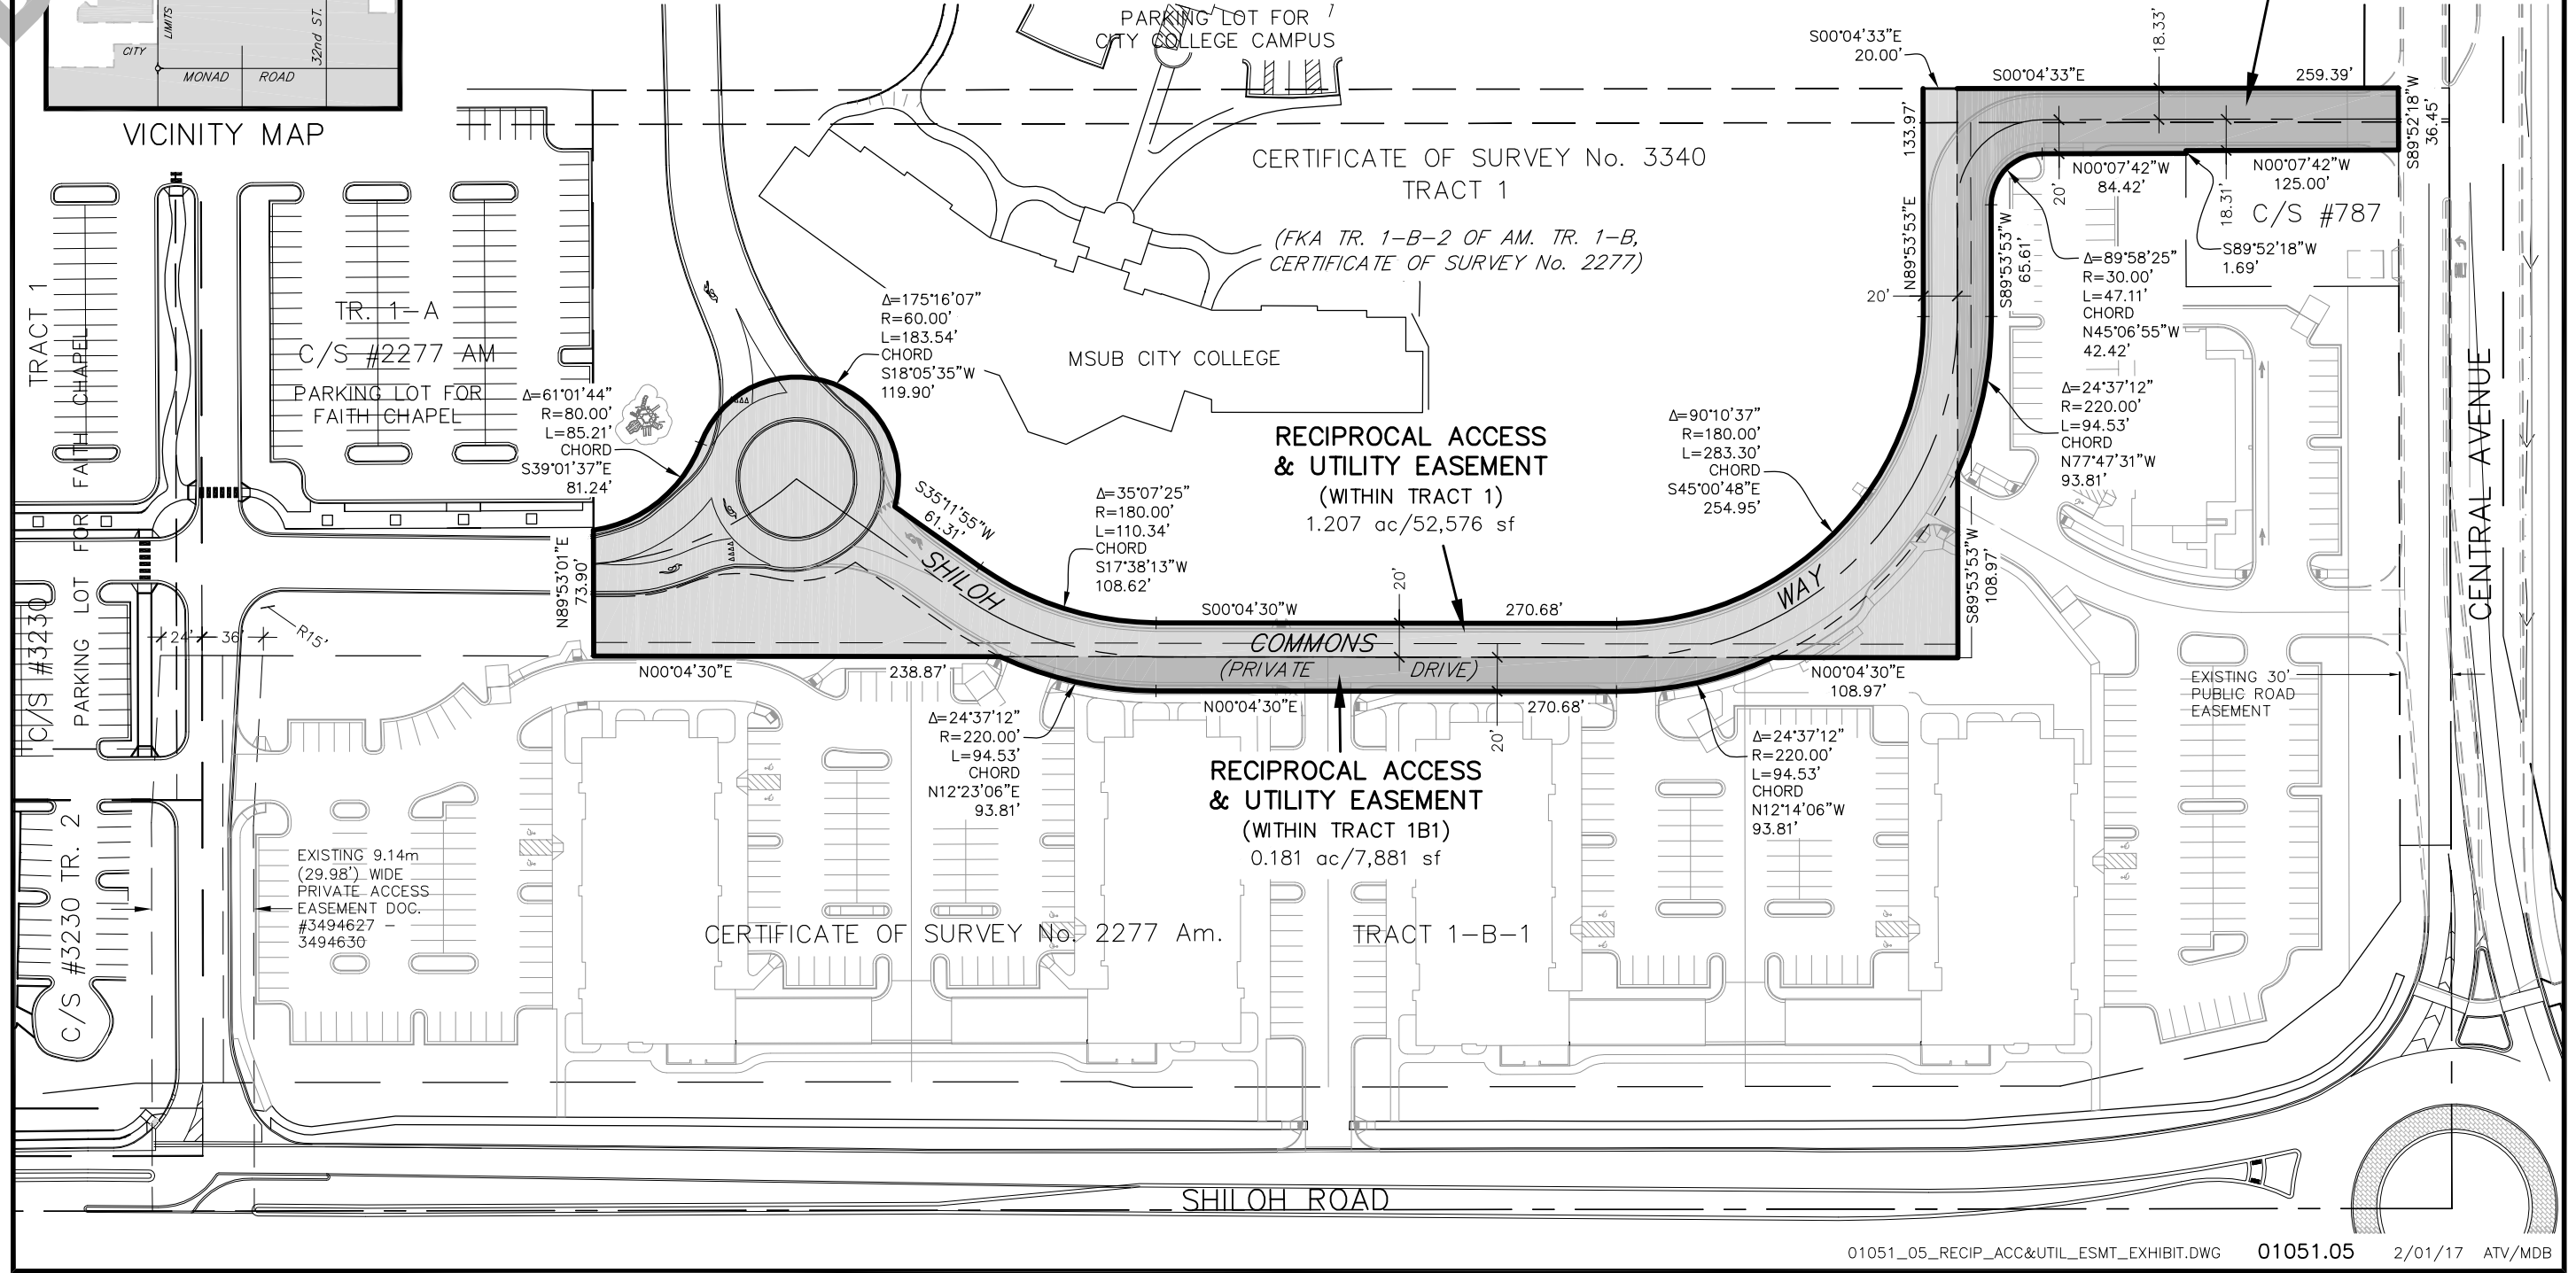 LIMITS
CITY
32nd ST.
MONAD ROAD
VICINITY MAP
PARKING LOT FOR
CITY COLLEGE CAMPUS
S00°04'33"E
20.00'
18.33'
S00°04'33"E
259.39'
S89°52'18"W
36.45'
133.97'
N89°53'53"E
CERTIFICATE OF SURVEY No. 3340
TRACT 1
(FKA TR. 1-B-2 OF AM. TR. 1-B,
CERTIFICATE OF SURVEY No. 2277)
N00°07'42"W
84.42'
20'
N00°07'42"W
125.00'
18.31'
C/S #787
S89°52'18"W
1.69'
S89°53'53"W
65.61'
20'
Δ=89°58'25"
R=30.00'
L=47.11'
CHORD
N45°06'55"W
42.42'
ONLY
TRACT 1
PARKING LOT FOR FAITH CHAPEL
TR. 1-A
C/S #2277 AM
PARKING LOT FOR
FAITH CHAPEL
Δ=175°16'07"
R=60.00'
L=183.54'
CHORD
S18°05'35"W
119.90'
MSUB CITY COLLEGE
Δ=61°01'44"
R=80.00'
L=85.21'
CHORD
S39°01'37"E
81.24'
Δ=24°37'12"
R=220.00'
L=94.53'
CHORD
N77°47'31"W
93.81'
Δ=90°10'37"
R=180.00'
L=283.30'
CHORD
S45°00'48"E
254.95'
RECIPROCAL ACCESS
& UTILITY EASEMENT
(WITHIN TRACT 1)
1.207 ac/52,576 sf
S35°11'55"W
61.31'
Δ=35°07'25"
R=180.00'
L=110.34'
CHORD
S17°38'13"W
108.62'
N89°53'01"E
73.90'
SHILOH
COMMONS
WAY
(PRIVATE DRIVE)
S00°04'30"W
20'
270.68'
S89°53'53"W
108.97'
CENTRAL AVENUE
24'
36'
R15'
C/S #3230
N00°04'30"E
238.87'
N00°04'30"E
270.68'
20'
N00°04'30"E
108.97'
EXISTING 30'
PUBLIC ROAD
EASEMENT
Δ=24°37'12"
R=220.00'
L=94.53'
CHORD
N12°23'06"E
93.81'
RECIPROCAL ACCESS
& UTILITY EASEMENT
(WITHIN TRACT 1B1)
0.181 ac/7,881 sf
Δ=24°37'12"
R=220.00'
L=94.53'
CHORD
N12°14'06"W
93.81'
C/S #3230 TR. 2
EXISTING 9.14m
(29.98') WIDE
PRIVATE ACCESS
EASEMENT DOC.
#3494627 -
3494630
CERTIFICATE OF SURVEY No. 2277 Am.
TRACT 1-B-1
SHILOH ROAD
01051_05_RECIP_ACC&UTIL_ESMT_EXHIBIT.DWG
01051.05
2/01/17
ATV/MDB